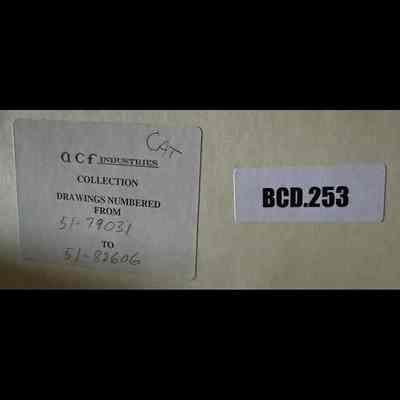 CAT
acf INDUSTRIES
COLLECTION
DRAWINGS NUMBERED
FROM
51-79031
TO
51-82606
BCD.253